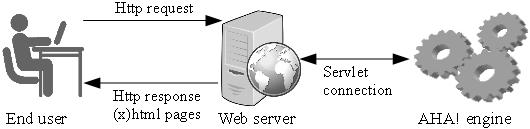 Http request
Http response
(x)html pages
Servlet
connection
End user
Web server
AHA! engine